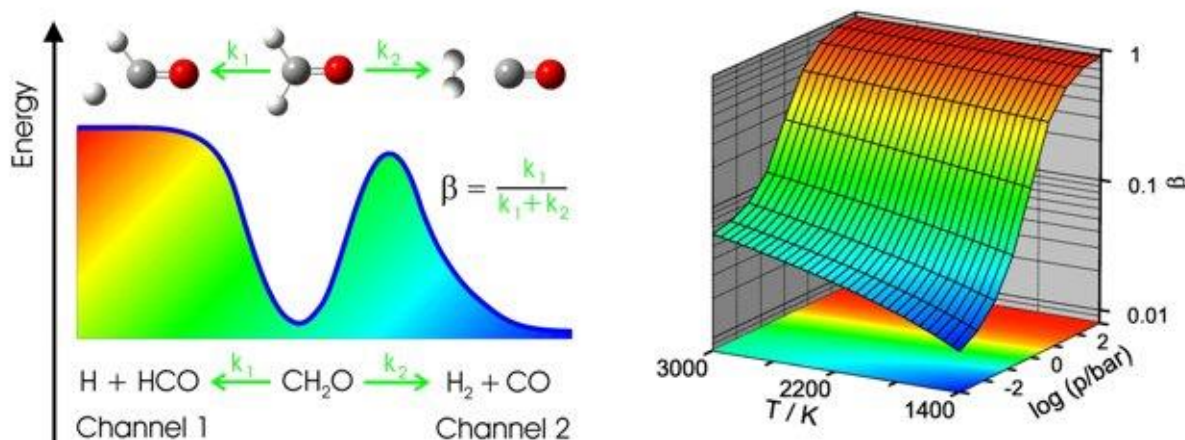 Energy
k₁
k₂
β = k₁ / (k₁ + k₂)
H + HCO
k₁
CH₂O
k₂
H₂ + CO
Channel 1
Channel 2
1
0.1
0.01
β
3000
2200
1400
T / K
-2
0
2
log (p/bar)